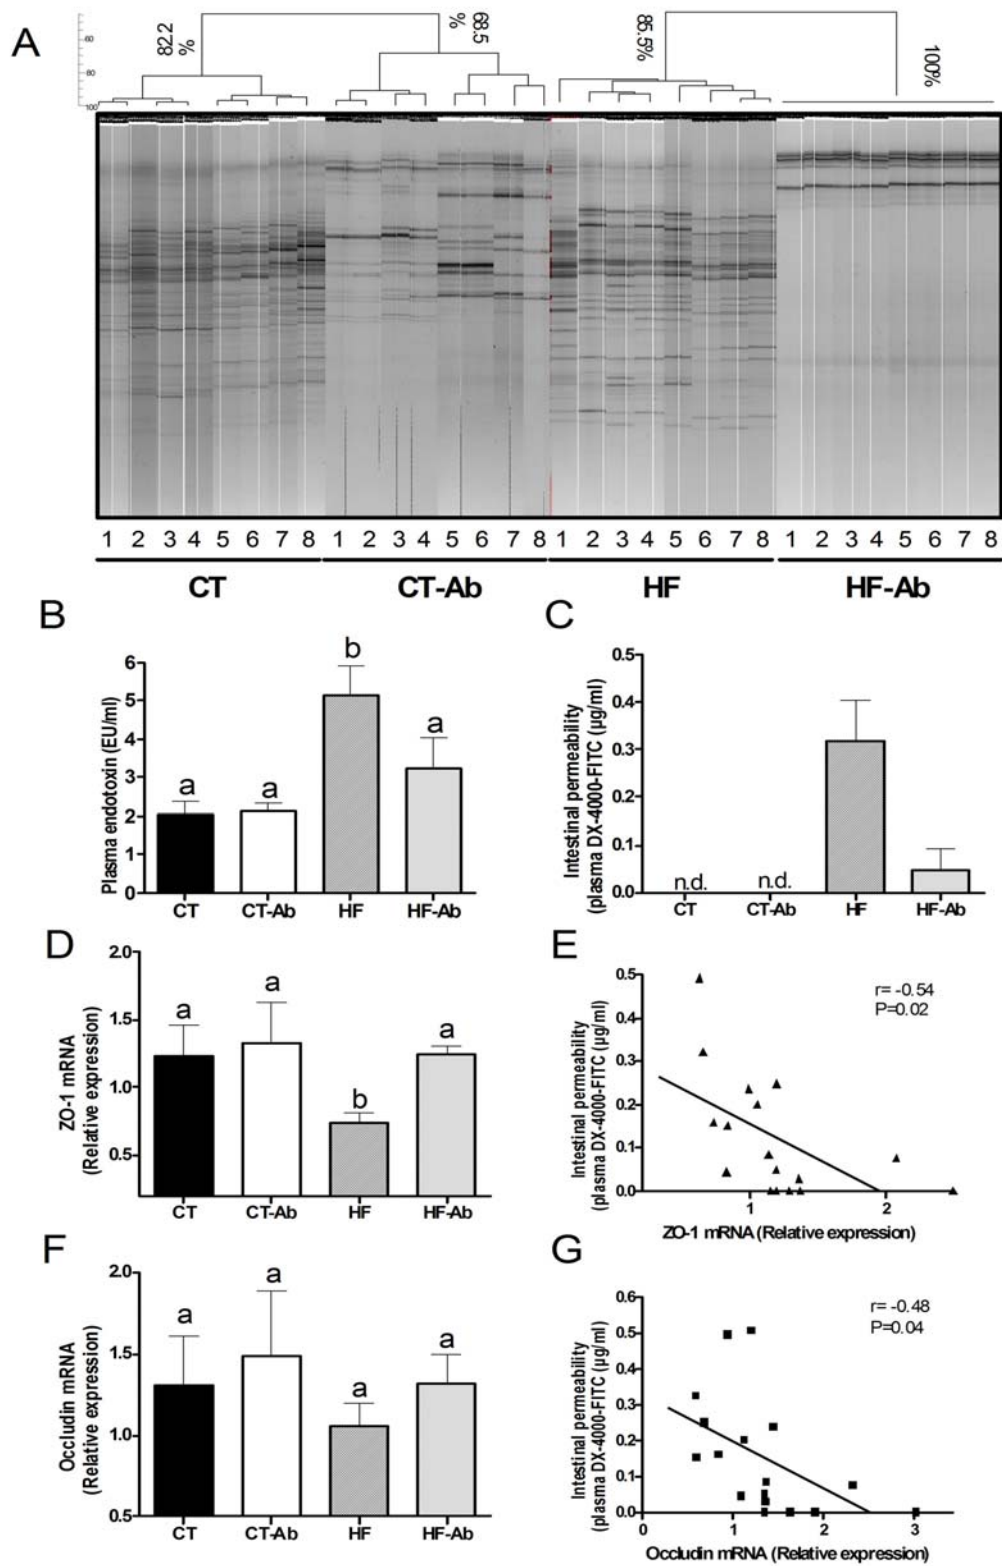 A
82.2
%
68.5
%
85.5%
100%
40
60
80
100
1 2 3 4 5 6 7 8 1 2 3 4 5 6 7 8 1 2 3 4 5 6 7 8 1 2 3 4 5 6 7 8
CT CT-Ab HF HF-Ab
B
Plasma endotoxin (EU/ml)
6
5
4
3
2
1
0
a a b a
CT CT-Ab HF HF-Ab
C
Intestinal permeability
(plasma DX-4000-FITC (µg/ml)
0.5
0.4
0.3
0.1
0.0
n.d. n.d.
CT CT-Ab HF HF-Ab
D
ZO-1 mRNA
(Relative expression)
2.0
1.5
1.0
0.5
a a b a
CT CT-Ab HF HF-Ab
E
Intestinal permeability
(plasma DX-4000-FITC (µg/ml)
0.5
0.4
0.3
0.2
0.1
0.0
r= -0.54
P=0.02
1 2
ZO-1 mRNA (Relative expression)
F
Occludin mRNA
(Relative expression)
2.0
1.5
1.0
0.5
a a a a
CT CT-Ab HF HF-Ab
G
Intestinal permeability
(plasma DX-4000-FITC (µg/ml)
0.6
0.5
0.4
0.3
0.2
0.1
0.0
r= -0.48
P=0.04
0 1 2 3
Occludin mRNA (Relative expression)